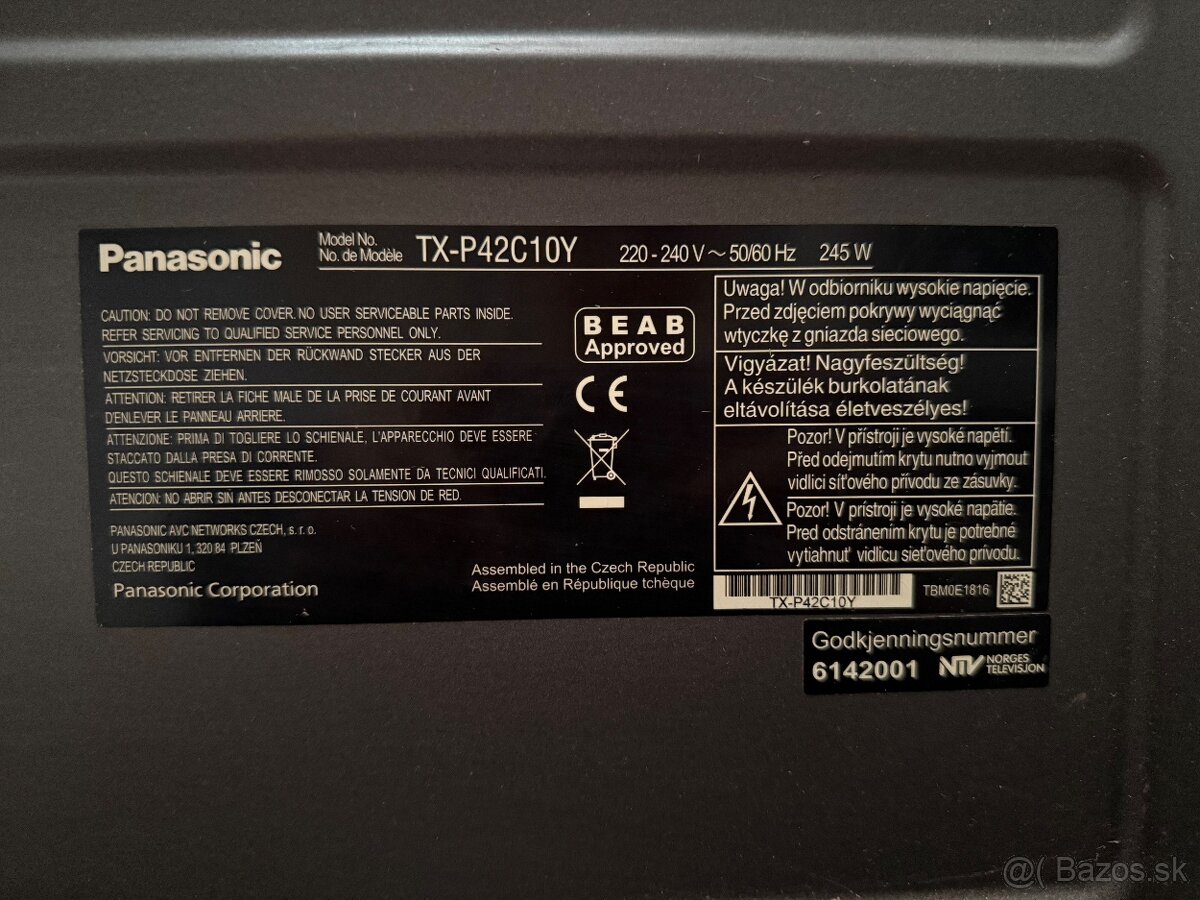 Panasonic
Model No.
No. de Modèle
TX-P42C10Y
220 - 240 V ~ 50/60 Hz 245 W
CAUTION: DO NOT REMOVE COVER. NO USER SERVICEABLE PARTS INSIDE.
REFER SERVICING TO QUALIFIED SERVICE PERSONNEL ONLY.
VORSICHT: VOR ENTFERNEN DER RÜCKWAND STECKER AUS DER
NETZSTECKDOSE ZIEHEN.
ATTENTION: RETIRER LA FICHE MALE DE LA PRISE DE COURANT AVANT
D'ENLEVER LE PANNEAU ARRIERE.
ATTENZIONE: PRIMA DI TOGLIERE LO SCHIENALE, L'APPARECCHIO DEVE ESSERE
STACCATO DALLA PRESA DI CORRENTE.
QUESTO SCHIENALE DEVE ESSERE RIMOSSO SOLAMENTE DA TECNICI QUALIFICATI.
ATENCION: NO ABRIR SIN ANTES DESCONECTAR LA TENSION DE RED.
PANASONIC AVC NETWORKS CZECH, s.r.o.
U PANASONIKU 1, 320 84 PLZEŇ
CZECH REPUBLIC
Panasonic Corporation
BEAB
Approved
CE
Assembled in the Czech Republic
Assemblé en République tchèque
Uwaga! W odbiorniku wysokie napięcie.
Przed zdjęciem pokrywy wyciągnąć
wtyczkę z gniazda sieciowego.
Vigyázat! Nagyfeszültség!
A készülék burkolatának
eltávolítása életveszélyes!
Pozor! V přístroji je vysoké napětí.
Před odejmutím krytu nutno vyjmout
vidlici síťového přívodu ze zásuvky.
Pozor! V prístroji je vysoké napätie.
Pred odstránením krytu je potrebné
vytiahnuť vidlicu sieťového prívodu.
TX-P42C10Y
TBM0E1816
Godkjenningsnummer
6142001 NTV NORGES
TELEVISJON
@( Bazos.sk